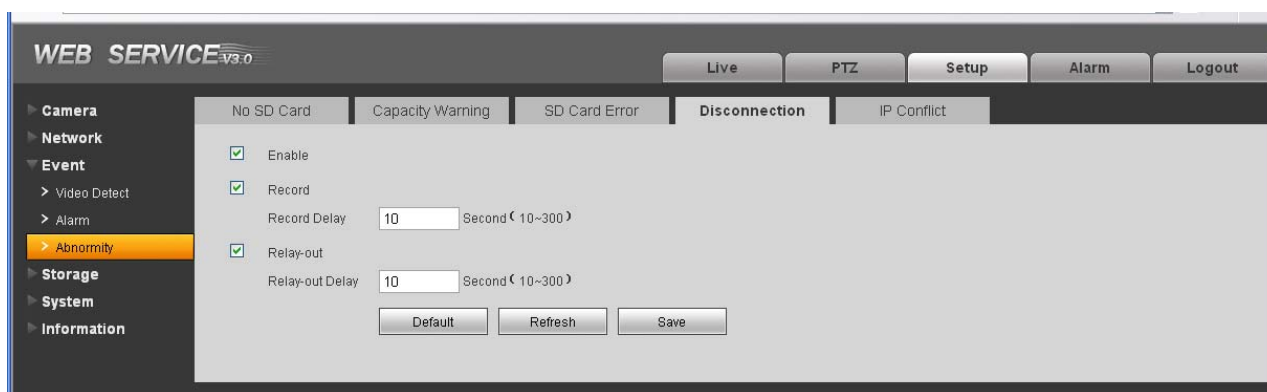 WEB SERVICE V3.0
Live PTZ Setup Alarm Logout
Camera
Network
Event
> Video Detect
> Alarm
> Abnormity
Storage
System
Information
No SD Card Capacity Warning SD Card Error Disconnection IP Conflict
Enable
Record
Record Delay 10 Second (10~300)
Relay-out
Relay-out Delay 10 Second (10~300)
Default Refresh Save